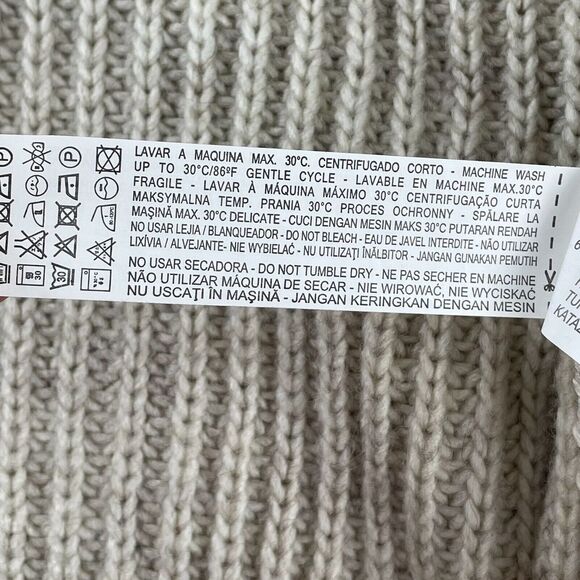 LAVAR A MAQUINA MAX. 30°C. CENTRIFUGADO CORTO - MACHINE WASH
UP TO 30°C/86°F GENTLE CYCLE - LAVABLE EN MACHINE MAX.30°C
FRAGILE - LAVAR À MÁQUINA MÁXIMO 30°C CENTRIFUGAÇÃO CURTA
MAKSYMALNA TEMP. PRANIA 30°C PROCES OCHRONNY - SPĂLARE LA
MAŞINĂ MAX. 30°C DELICATE - CUCI DENGAN MESIN MAKS 30°C PUTARAN RENDAH
NO USAR LEJIA / BLANQUEADOR - DO NOT BLEACH - EAU DE JAVEL INTERDITE - NÃO UTILIZAR
LIXÍVIA / ALVEJANTE- NIE WYBIELAĆ - NU UTILIZAȚI ÎNĂLBITOR - JANGAN GUNAKAN PEMUTIH
NO USAR SECADORA - DO NOT TUMBLE DRY - NE PAS SECHER EN MACHINE
NÃO UTILIZAR MÁQUINA DE SECAR - NIE WIROWAĆ, NIE WYCISKAĆ
NU USCAȚI ÎN MAȘINĂ - JANGAN KERINGKAN DENGAN MESIN
P
30
TU
KATA